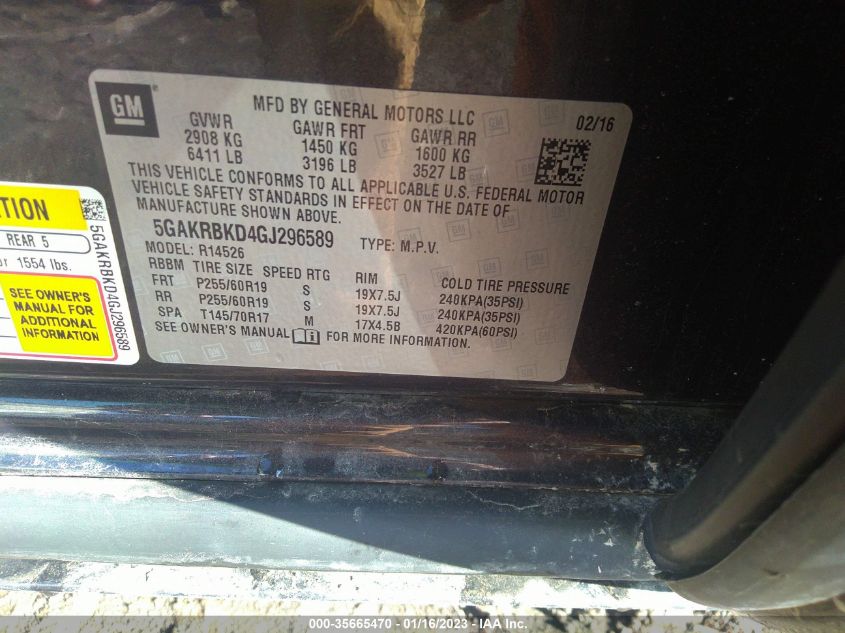 GM
MFD BY GENERAL MOTORS LLC
02/16
GVWR GAWR FRT GAWR RR
2908 KG 1450 KG 1600 KG
6411 LB 3196 LB 3527 LB
THIS VEHICLE CONFORMS TO ALL APPLICABLE U.S. FEDERAL MOTOR
VEHICLE SAFETY STANDARDS IN EFFECT ON THE DATE OF
MANUFACTURE SHOWN ABOVE.
5GAKRBKD4GJ296589 TYPE: M.P.V.
MODEL: R14526
RBBM TIRE SIZE SPEED RTG RIM COLD TIRE PRESSURE
FRT P255/60R19 S 19X7.5J 240KPA(35PSI)
RR P255/60R19 S 19X7.5J 240KPA(35PSI)
SPA T145/70R17 M 17X4.5B 420KPA(60PSI)
SEE OWNER'S MANUAL FOR MORE INFORMATION.
REAR 5
1554 lbs.
SEE OWNER'S
MANUAL FOR
ADDITIONAL
INFORMATION
5GAKRBKD4GJ296589
000-35665470 - 01/16/2023 - IAA Inc.